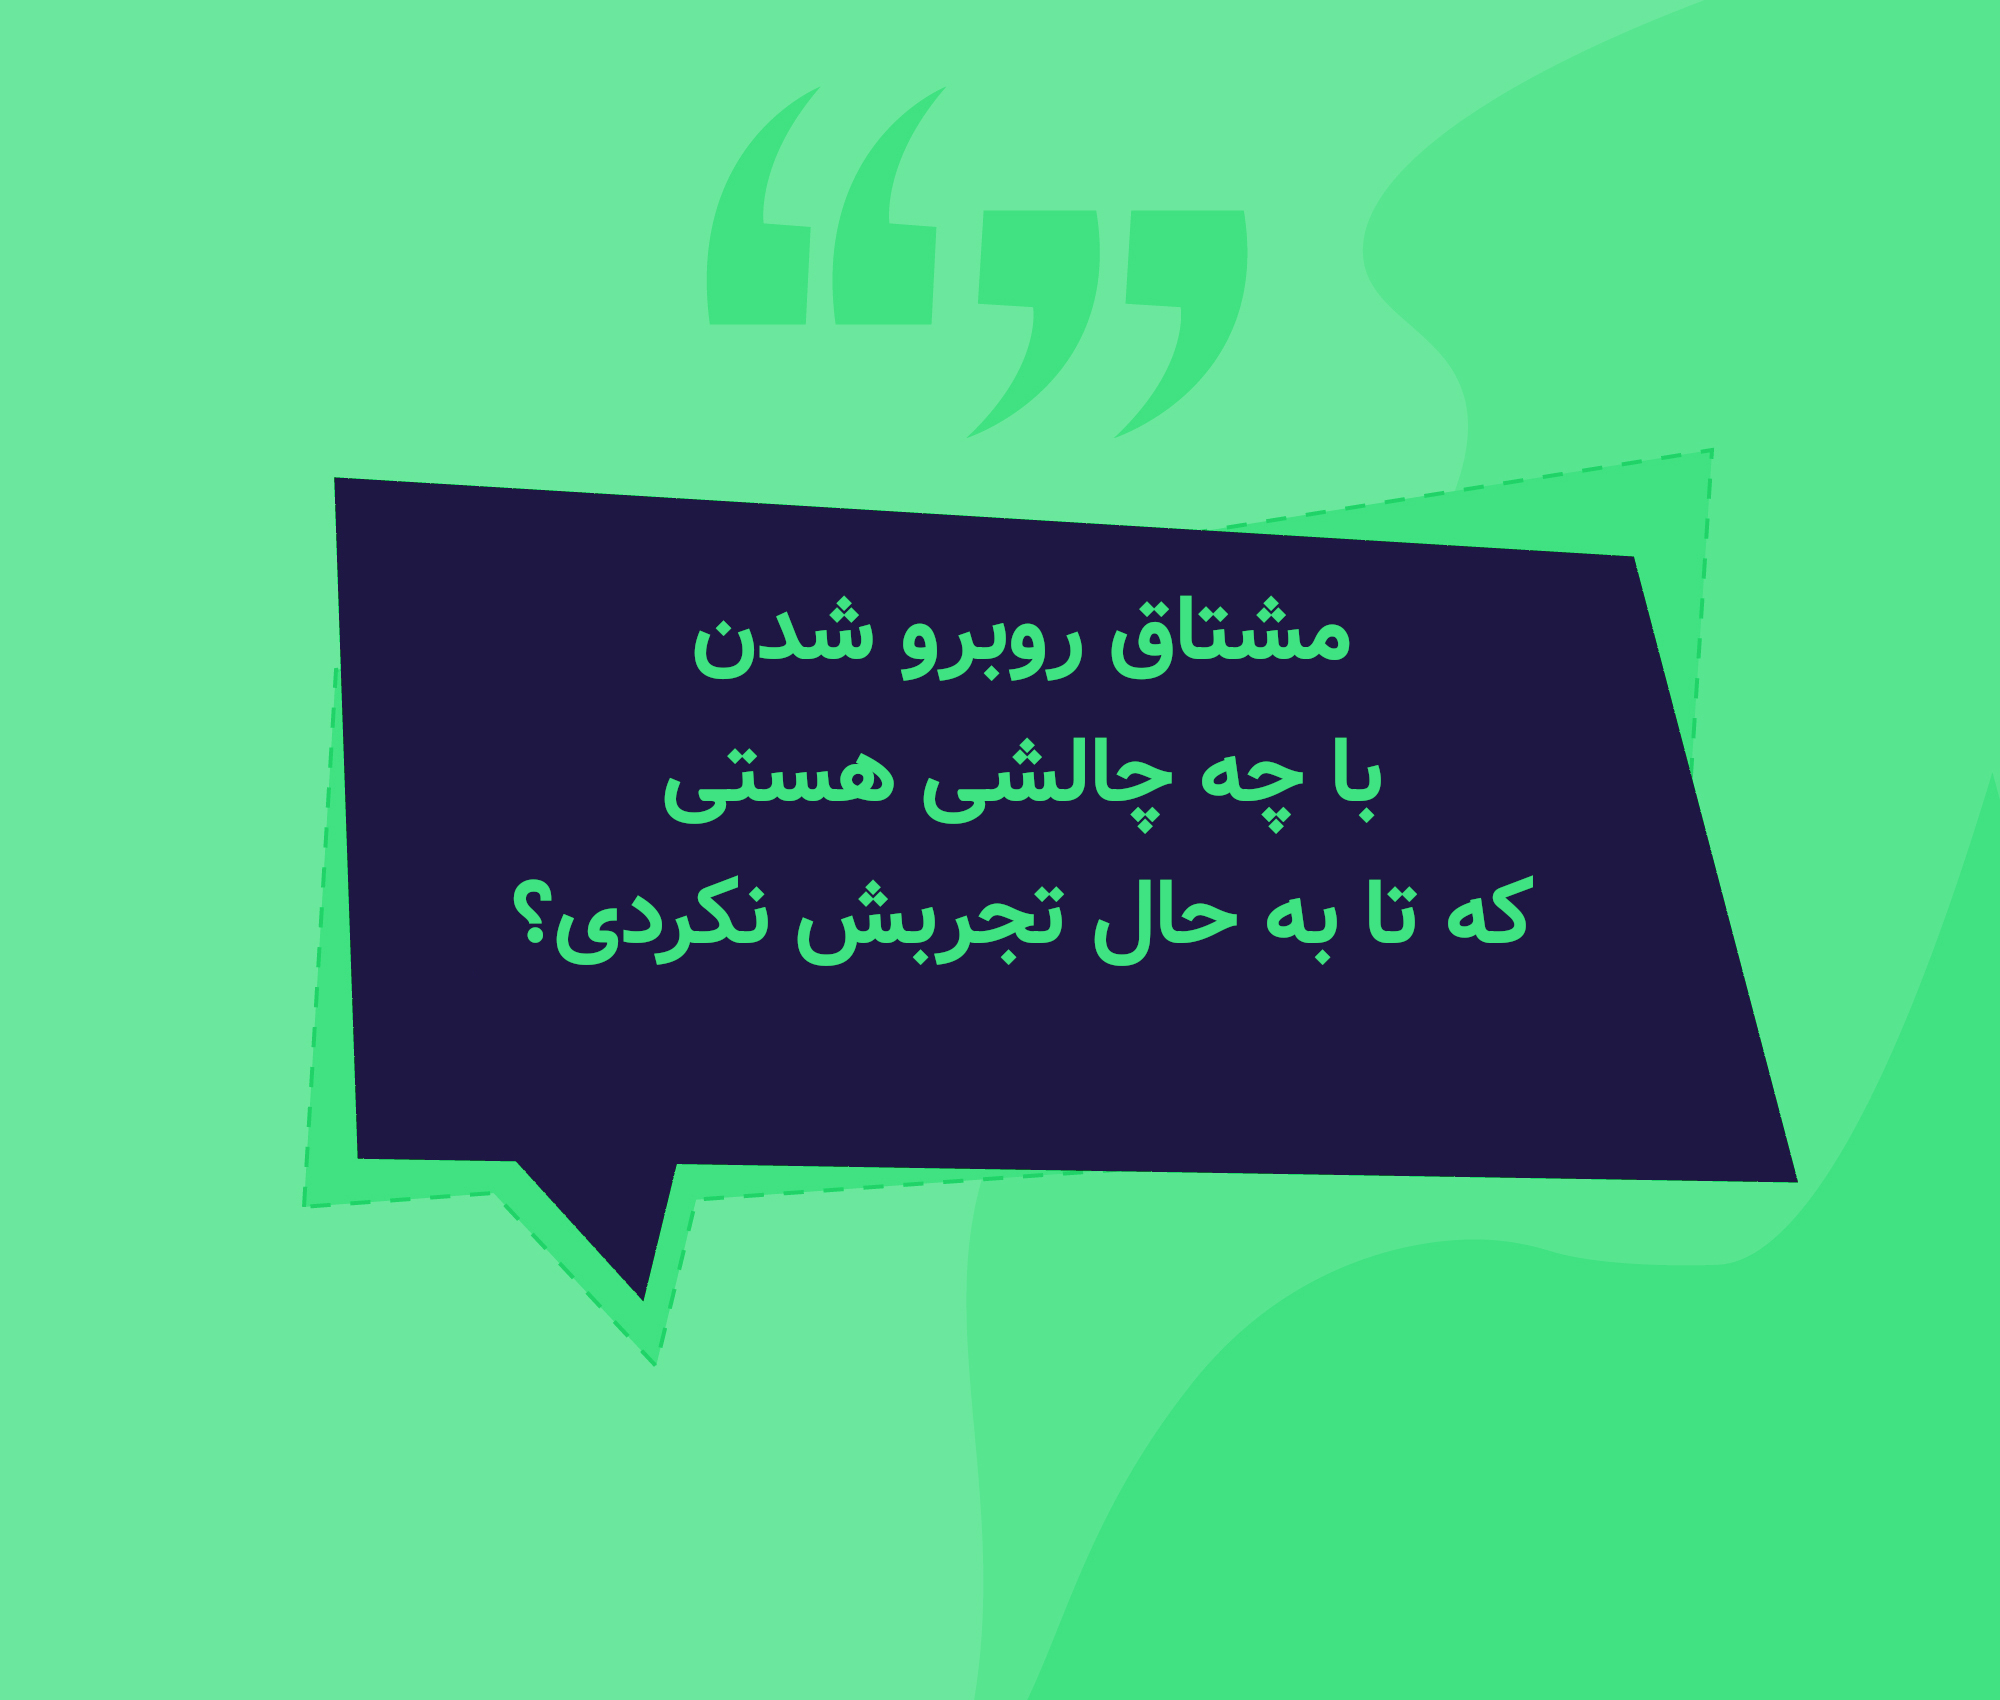 مشتاق روبرو شدن
با چه چالشی هستی
که تا به حال تجربش نکردی؟